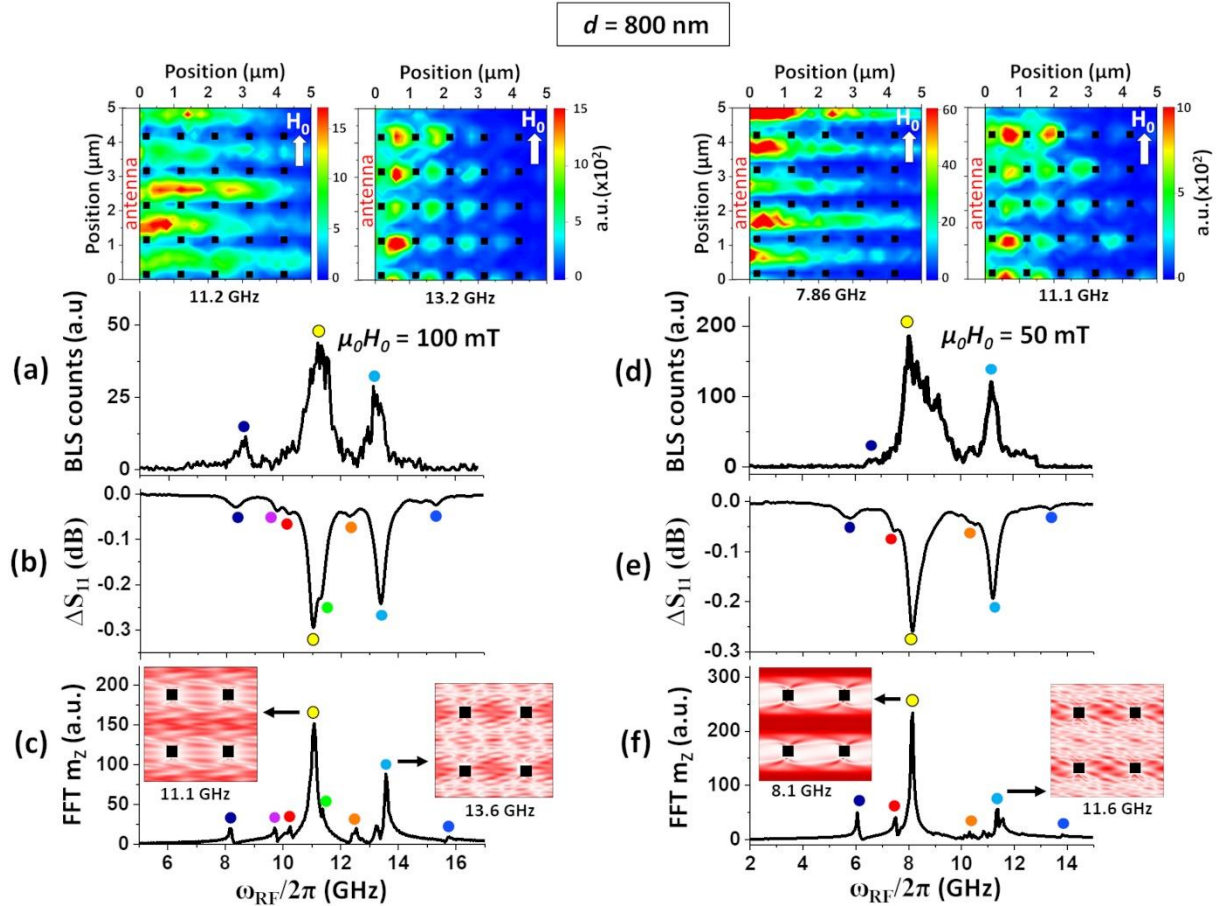 d = 800 nm
Position (µm)
0 1 2 3 4 5
Position (µm)
0 1 2 3 4 5
Position (µm)
0 1 2 3 4 5
Position (µm)
0 1 2 3 4 5
Position (µm)
5
4
3
2
1
0
antenna
H0
15
10
5
0
11.2 GHz
antenna
H0
15
10
5
0
a.u.(x10²)
13.2 GHz
Position (µm)
5
4
3
2
1
0
antenna
H0
60
40
20
0
7.86 GHz
antenna
H0
10
5
0
a.u.(x10²)
11.1 GHz
(a)
BLS counts (a.u)
50
25
0
µ0H0 = 100 mT
(b)
ΔS11 (dB)
0.0
-0.1
-0.2
-0.3
(c)
FFT mz (a.u.)
200
150
100
50
0
11.1 GHz
13.6 GHz
6 8 10 12 14 16
ωRF/2π (GHz)
(d)
BLS counts (a.u.)
200
100
0
µ0H0 = 50 mT
(e)
ΔS11 (dB)
0.0
-0.1
-0.2
-0.3
(f)
FFT mz (a.u.)
300
200
100
0
8.1 GHz
11.6 GHz
2 4 6 8 10 12 14
ωRF/2π (GHz)